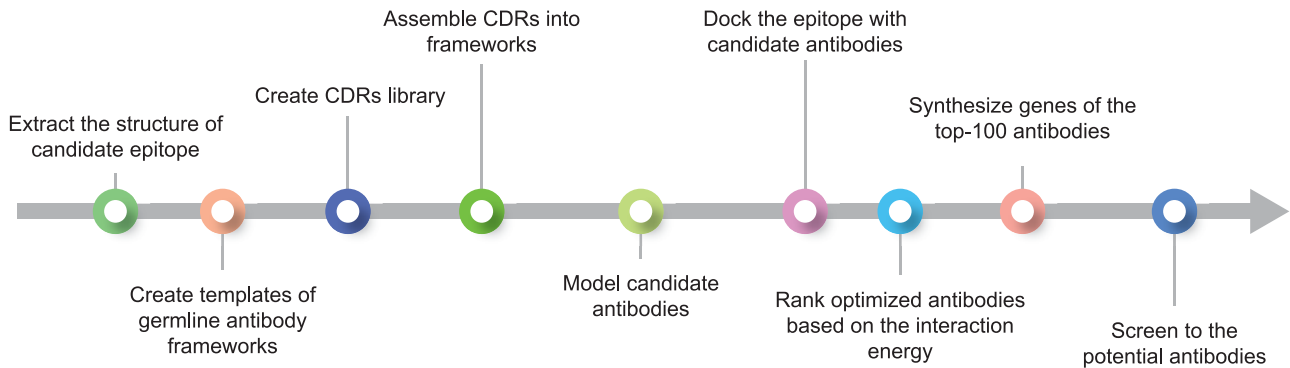 Extract the structure of
candidate epitope
Create templates of
germline antibody
frameworks
Create CDRs library
Assemble CDRs into
frameworks
Model candidate
antibodies
Dock the epitope with
candidate antibodies
Rank optimized antibodies
based on the interaction
energy
Synthesize genes of the
top-100 antibodies
Screen to the
potential antibodies